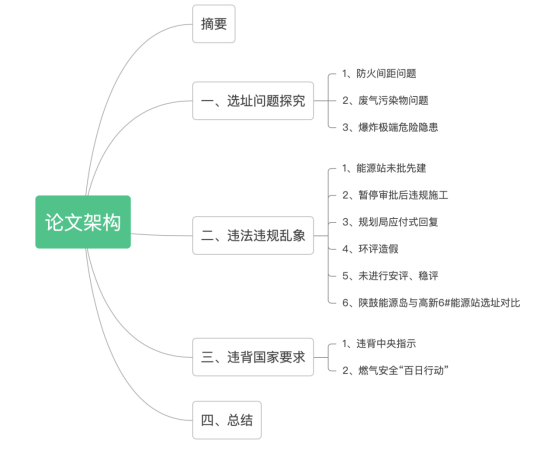 论文架构
摘要
一、选址问题探究
1、防火间距问题
2、废气污染物问题
3、爆炸极端危险隐患
二、违法违规乱象
1、能源站未批先建
2、暂停审批后违规施工
3、规划局应付式回复
4、环评造假
5、未进行安评、稳评
6、陕鼓能源岛与高新6#能源站选址对比
三、违背国家要求
1、违背中央指示
2、燃气安全“百日行动”
四、总结